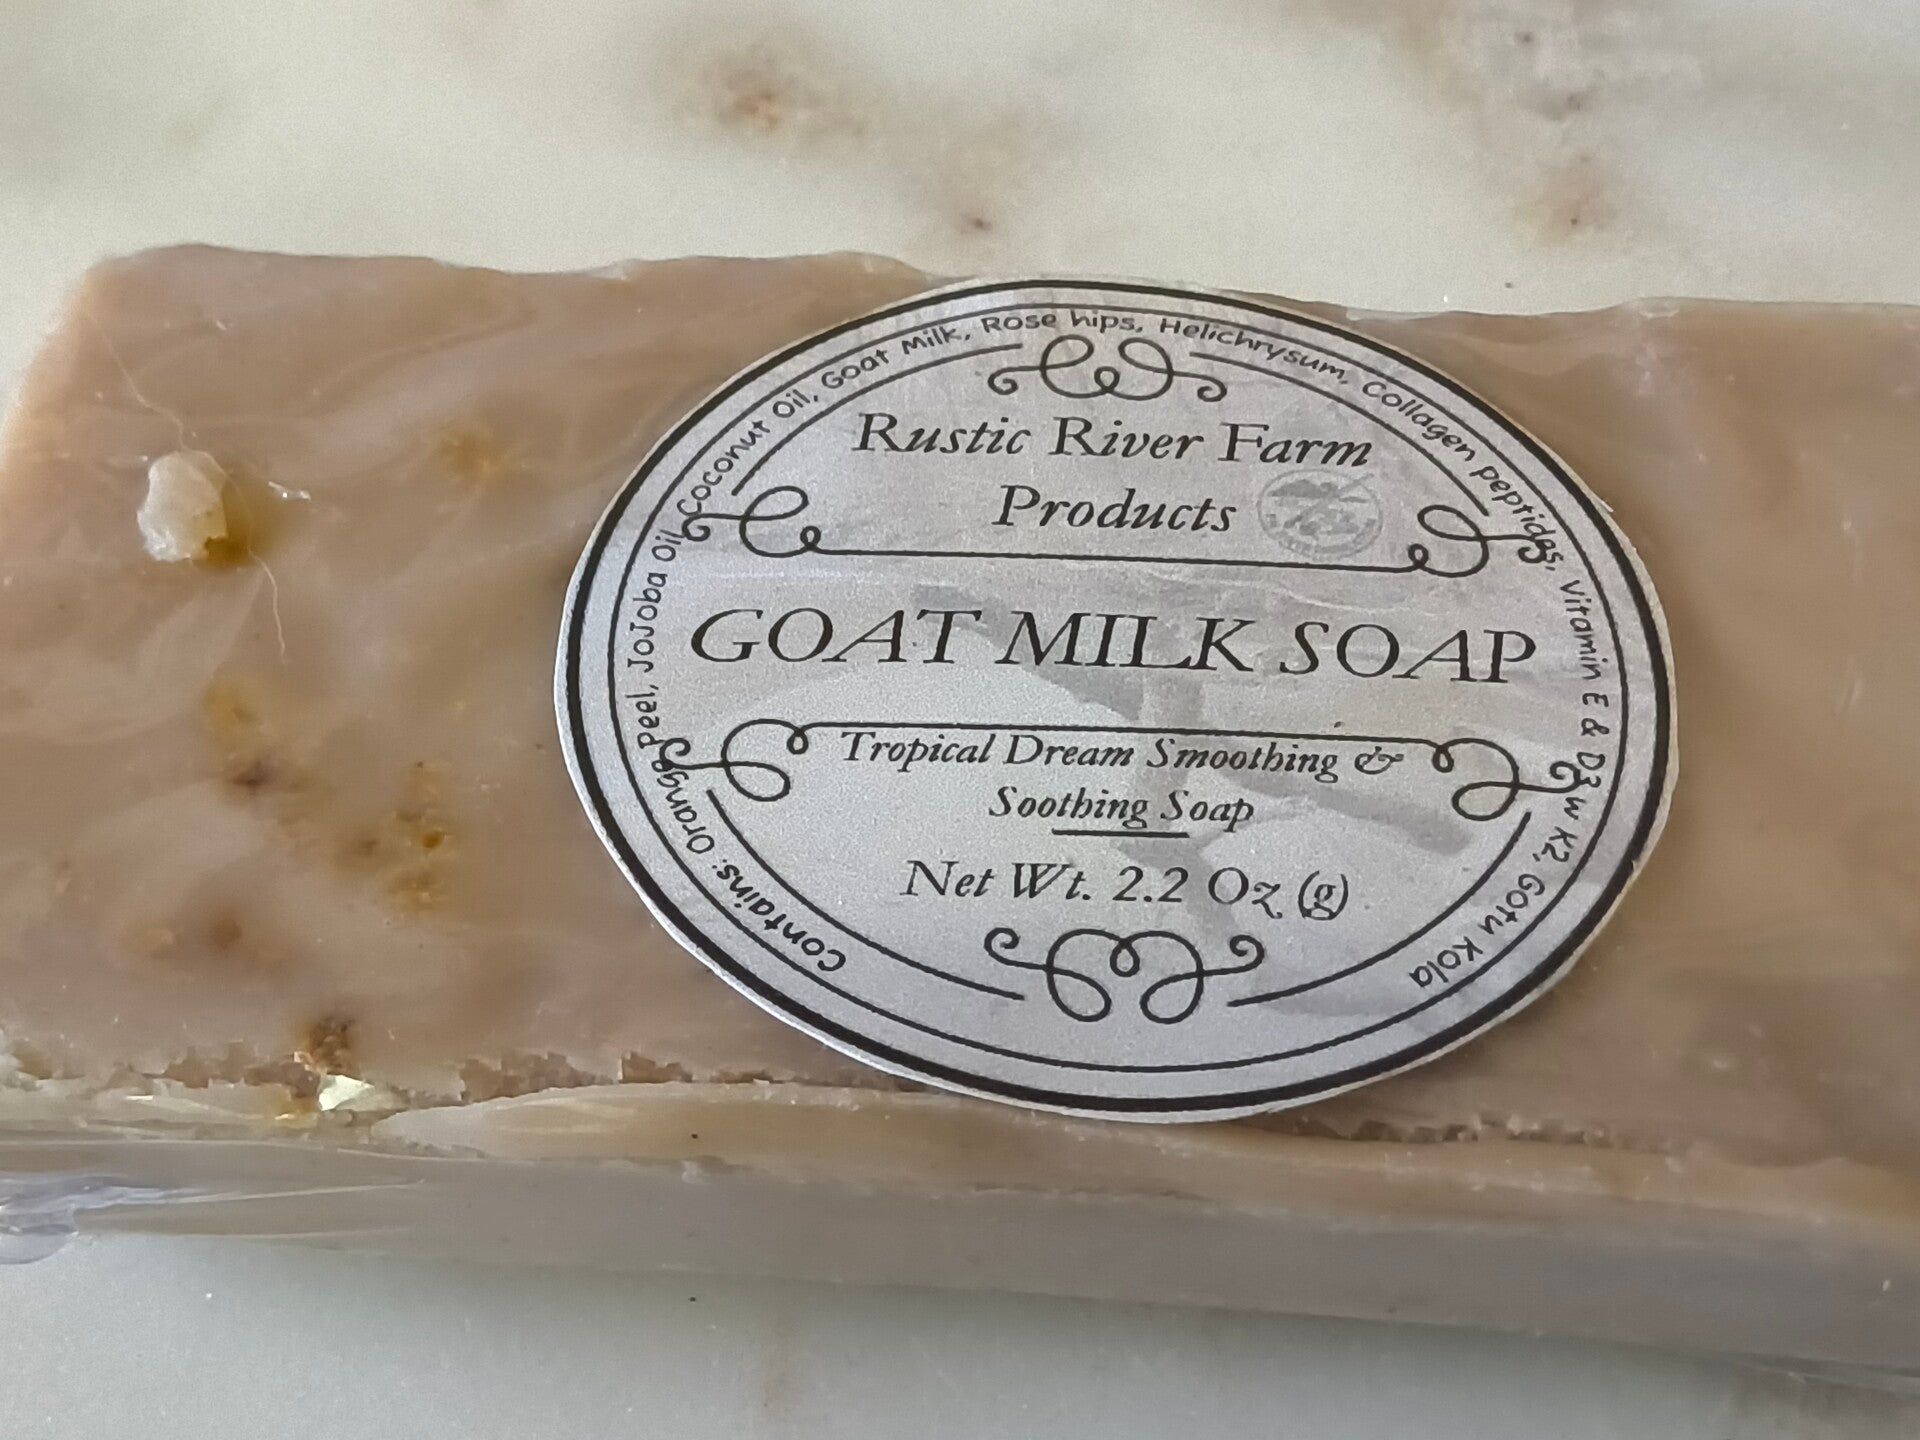 Rustic River Farm
Products
GOAT MILK SOAP
Tropical Dream Smoothing &
Soothing Soap
Net Wt. 2.2 Oz (g)
Contains: Orange Peel, JoJoba Oil, Coconut Oil, Goat Milk, Rose hips, Helichrysum, Collagen peptides, Vitamin E & D3 w K2, Gotu Kola